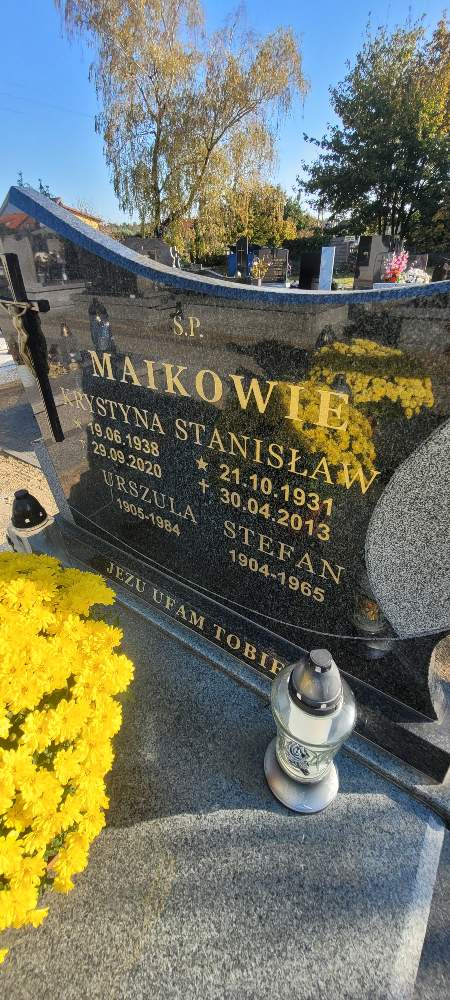 Ś.P.
MAIKOWIE
KRYSTYNA STANISŁAW
★ 19.06.1938 ★ 21.10.1931
† 29.09.2020 † 30.04.2013
URSZULA STEFAN
1905-1984 1904-1965
JEZU UFAM TOBIE